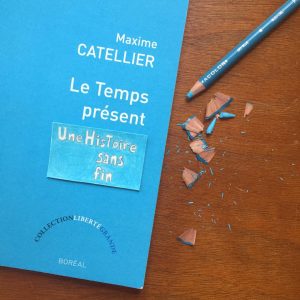 Maxime
CATELLIER
Le Temps
présent
Une HisToire
sans
fin
COLLECTION LIBERTÉ GRANDE
BORÉAL